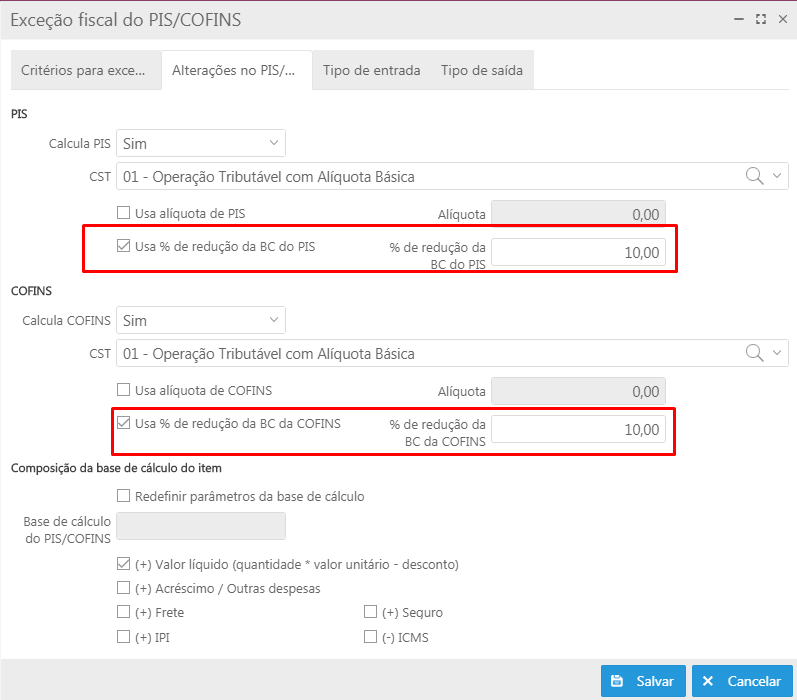 Exceção fiscal do PIS/COFINS
Critérios para exce... Alterações no PIS/... Tipo de entrada Tipo de saída
PIS
Calcula PIS Sim
CST 01 - Operação Tributável com Alíquota Básica
Usa alíquota de PIS Alíquota 0,00
Usa % de redução da BC do PIS % de redução da 10,00
BC do PIS
COFINS
Calcula COFINS Sim
CST 01 - Operação Tributável com Alíquota Básica
Usa alíquota de COFINS Alíquota 0,00
Usa % de redução da BC da COFINS % de redução da 10,00
BC da COFINS
Composição da base de cálculo do item
Redefinir parâmetros da base de cálculo
Base de cálculo
do PIS/COFINS
(+) Valor líquido (quantidade * valor unitário - desconto)
(+) Acréscimo / Outras despesas
(+) Frete (+) Seguro
(+) IPI (-) ICMS
Salvar Cancelar